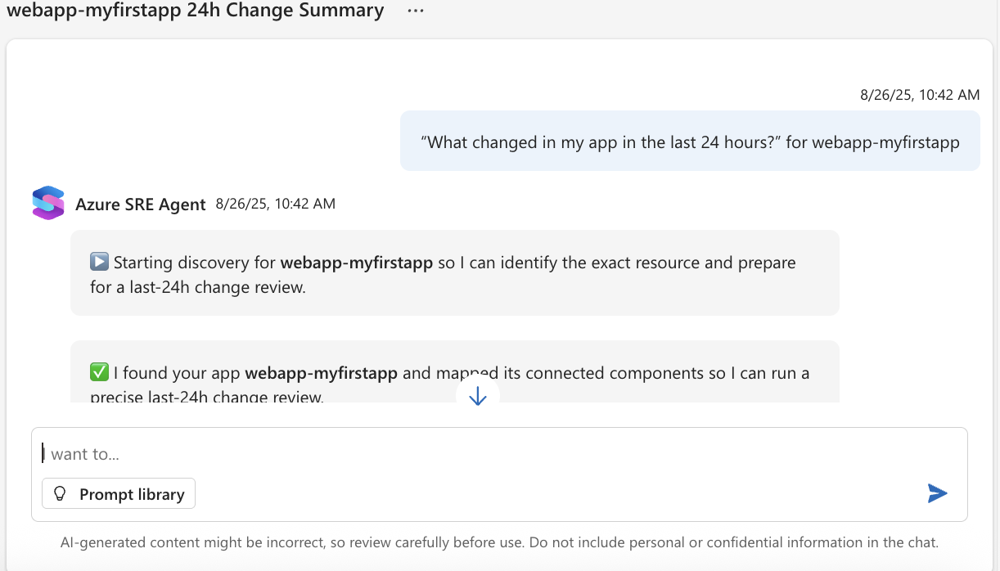 webapp-myfirstapp 24h Change Summary ...
8/26/25, 10:42 AM
“What changed in my app in the last 24 hours?” for webapp-myfirstapp
Azure SRE Agent 8/26/25, 10:42 AM
▶️ Starting discovery for webapp-myfirstapp so I can identify the exact resource and prepare
for a last-24h change review.
✅ I found your app webapp-myfirstapp and mapped its connected components so I can run a
precise last-24h change review.
I want to...
Prompt library
AI-generated content might be incorrect, so review carefully before use. Do not include personal or confidential information in the chat.